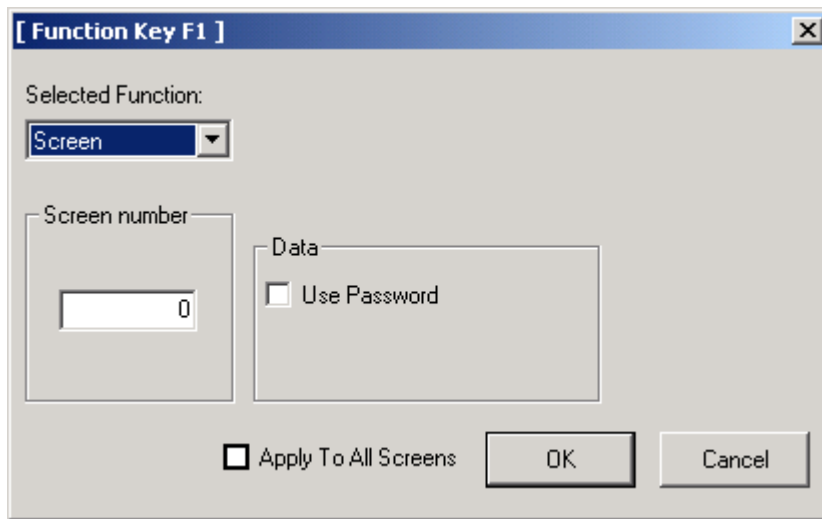 [ Function Key F1 ]
Selected Function:
Screen
Screen number
0
Data
Use Password
Apply To All Screens
OK
Cancel